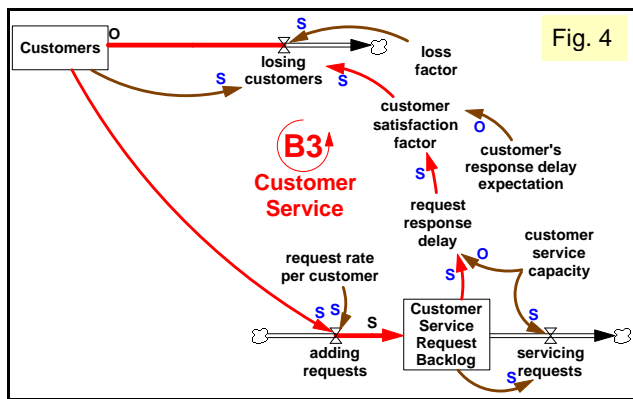 Fig. 4
Customers
O
S
losing
customers
S
S
loss
factor
customer
satisfaction
factor
O
customer's
response delay
expectation
B3
Customer
Service
S
request
response
delay
customer
service
capacity
O
S
request rate
per customer
S
S
S
adding
requests
Customer
Service
Request
Backlog
S
servicing
requests
S